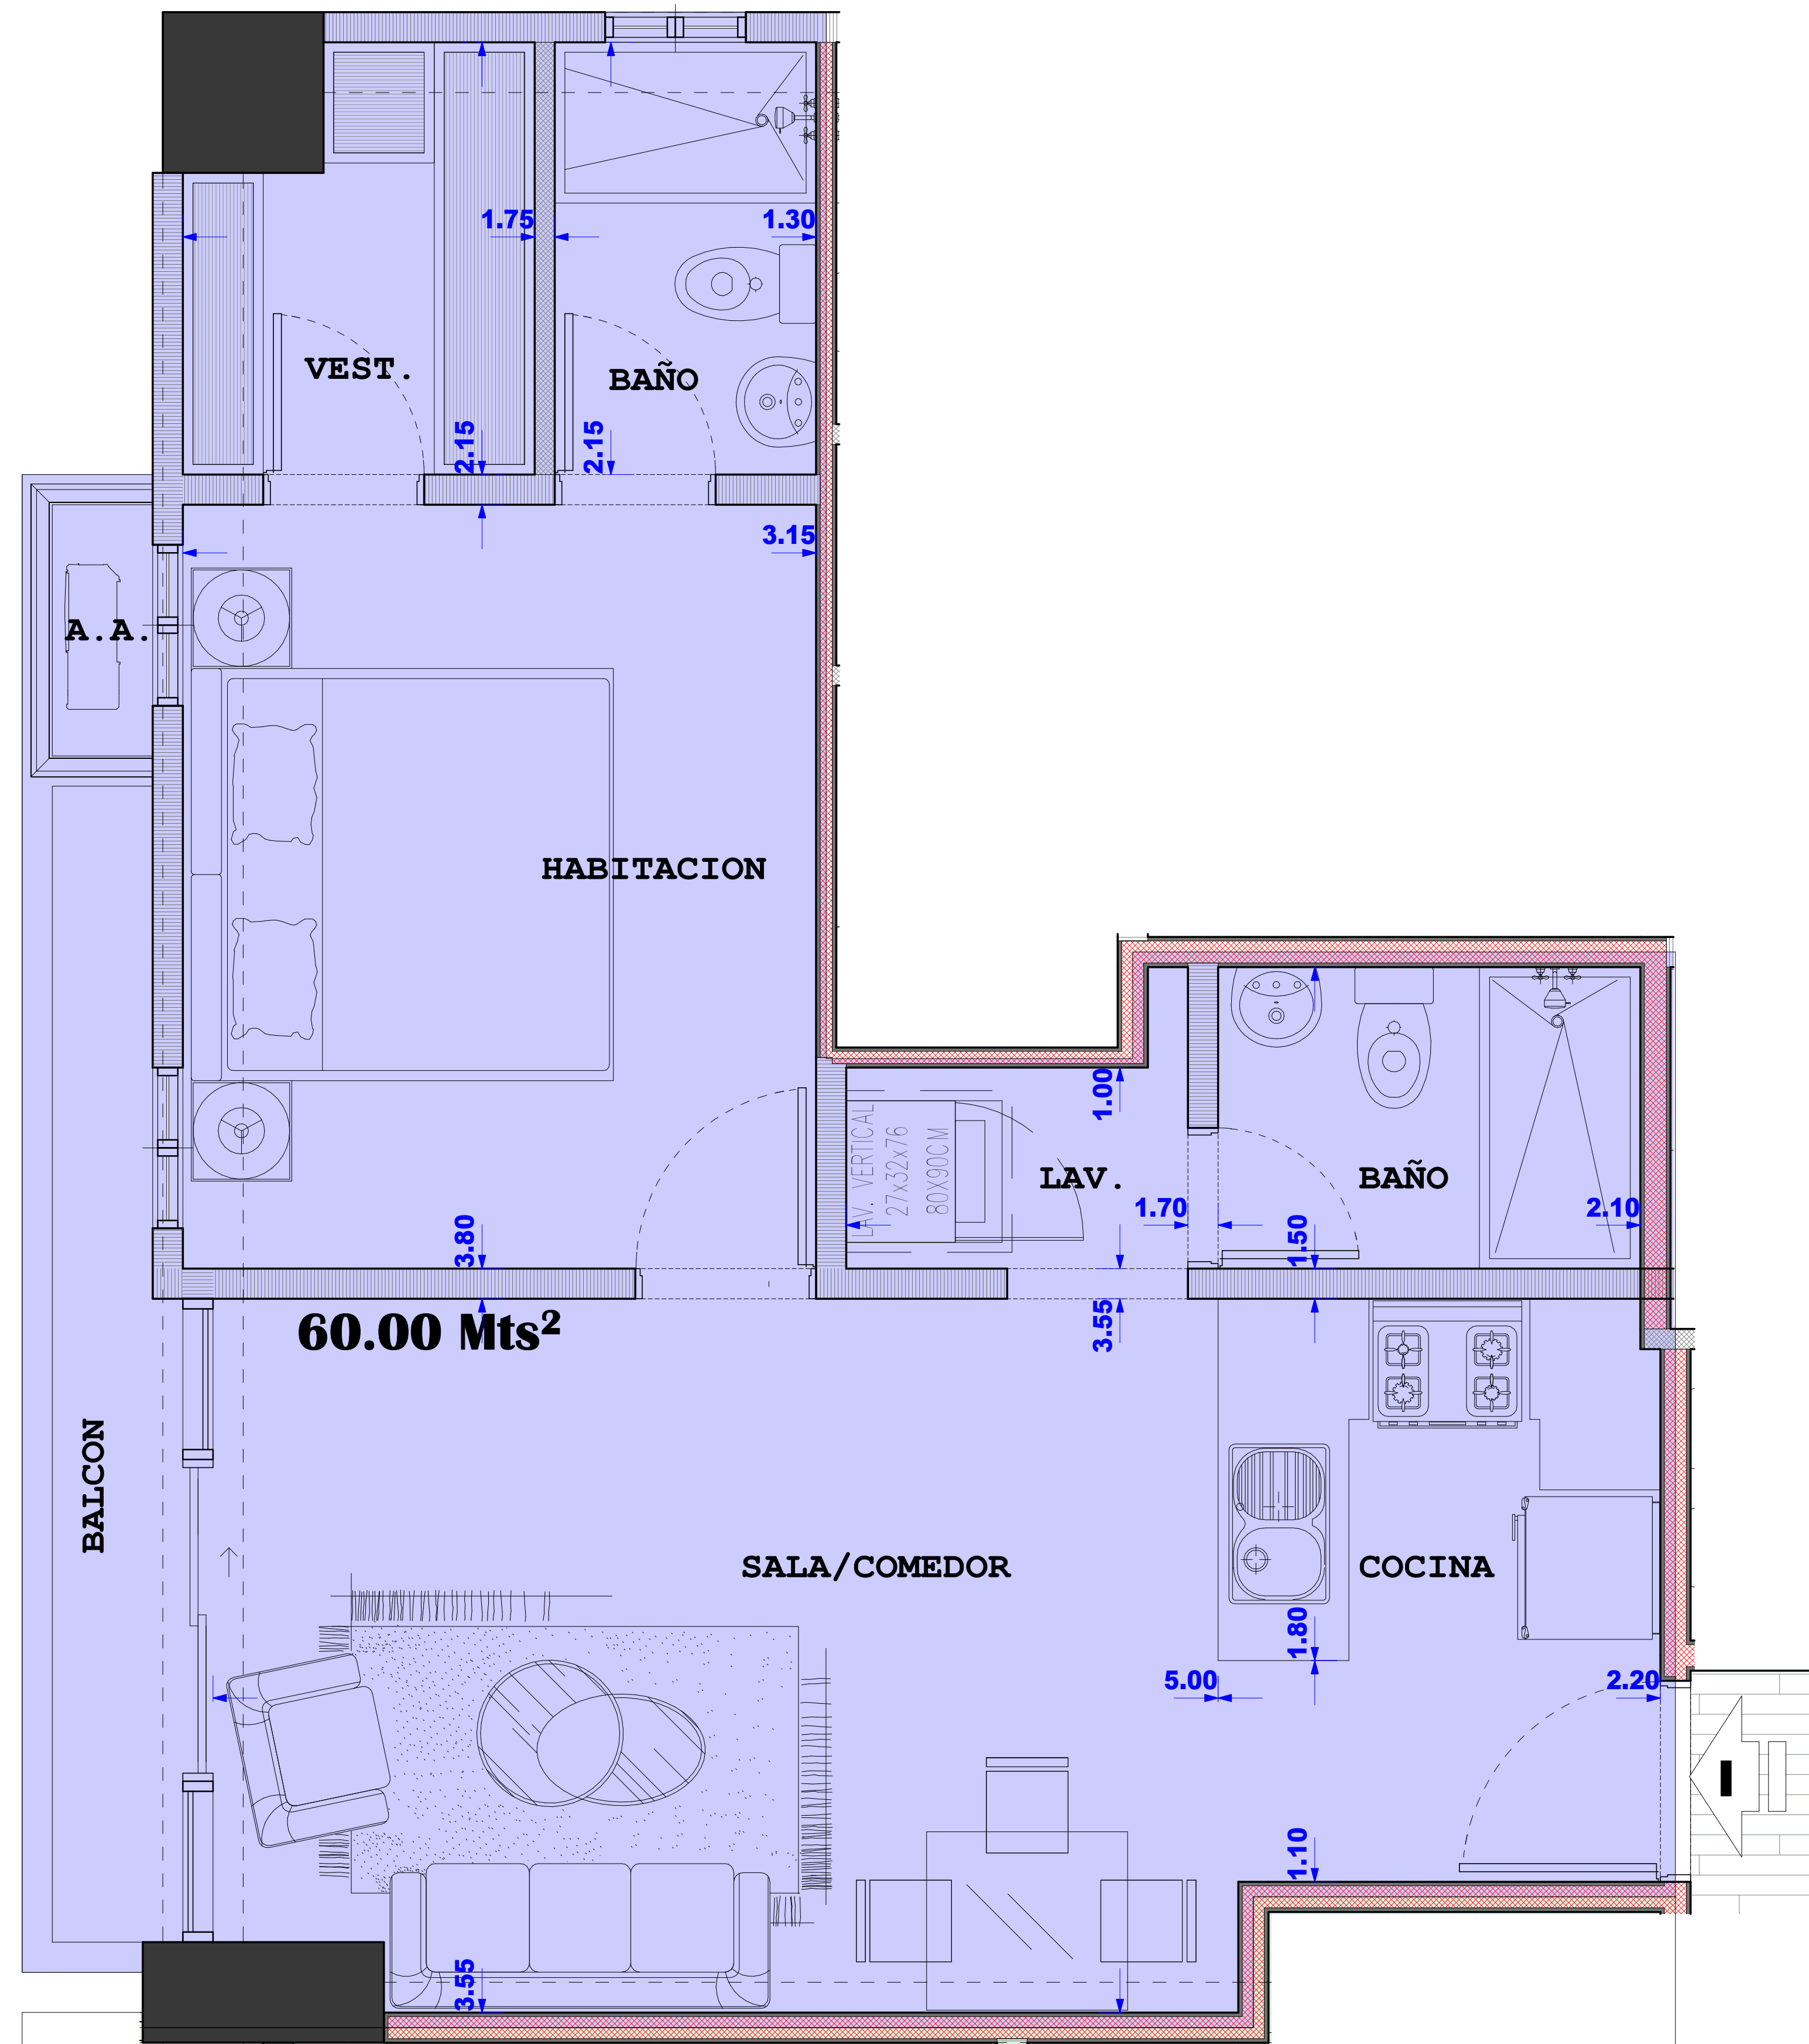 1.75
1.30
VEST.
BAÑO
2.15
2.15
3.15
A.A.
HABITACION
1.00
LAV. VERTICAL
27x32x76
80X90CM
LAV.
BAÑO
1.70
2.10
3.80
1.50
60.00 Mts²
3.55
BALCON
SALA/COMEDOR
COCINA
1.80
5.00
2.20
1.10
3.55